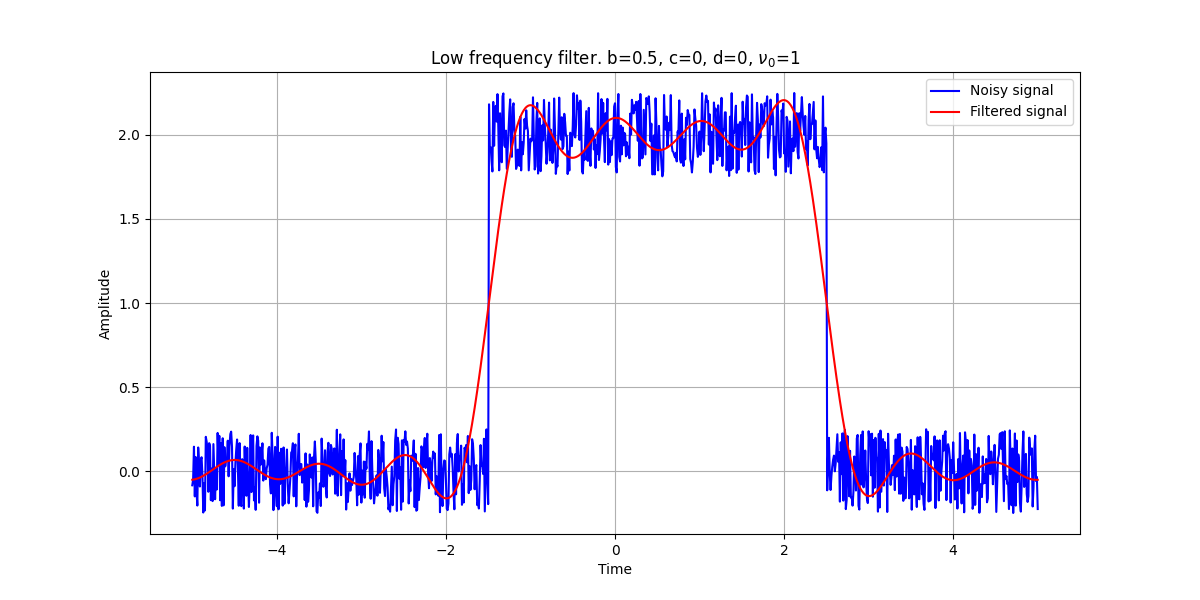 Low frequency filter. b=0.5, c=0, d=0, ν₀=1
Noisy signal
Filtered signal
Amplitude
2.0
1.5
1.0
0.5
0.0
−4
−2
0
2
4
Time